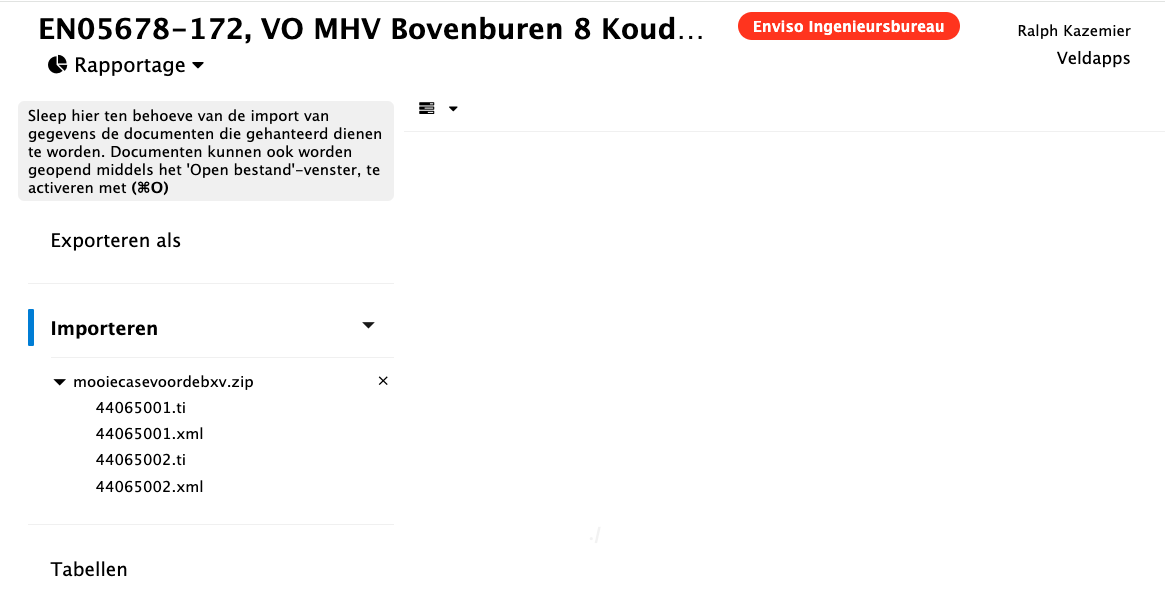 EN05678-172, VO MHV Bovenburen 8 Koud...
Enviso Ingenieursbureau
Ralph Kazemier
Veldapps
Rapportage
Sleep hier ten behoeve van de import van
gegevens de documenten die gehanteerd dienen
te worden. Documenten kunnen ook worden
geopend middels het 'Open bestand'-venster, te
activeren met (⌘O)
Exporteren als
Importeren
mooiecasevoordebxv.zip
44065001.ti
44065001.xml
44065002.ti
44065002.xml
./
Tabellen